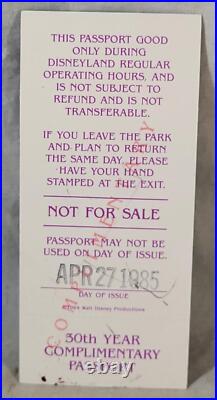 THIS PASSPORT GOOD
ONLY DURING
DISNEYLAND REGULAR
OPERATING HOURS, AND
IS NOT SUBJECT TO
REFUND AND IS NOT
TRANSFERABLE.
IF YOU LEAVE THE PARK
AND PLAN TO RETURN
THE SAME DAY, PLEASE
HAVE YOUR HAND
STAMPED AT THE EXIT.
NOT FOR SALE
PASSPORT MAY NOT BE
USED ON DAY OF ISSUE.
APR 27 1985
DAY OF ISSUE
Walt Disney Productions
30th YEAR
COMPLIMENTARY
PASSPORT
COMPLIMENTARY